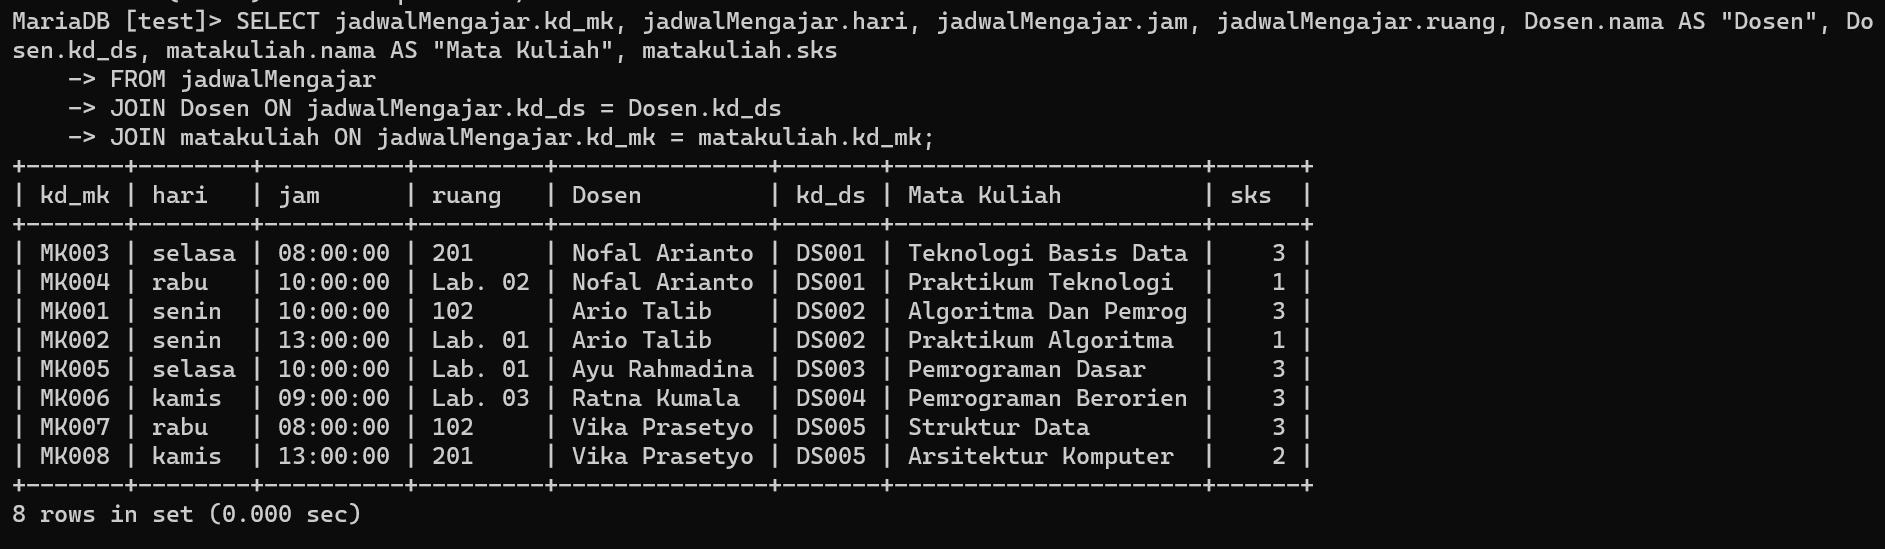 MariaDB [test]> SELECT jadwalMengajar.kd_mk, jadwalMengajar.hari, jadwalMengajar.jam, jadwalMengajar.ruang, Dosen.nama AS "Dosen", Do
sen.kd_ds, matakuliah.nama AS "Mata Kuliah", matakuliah.sks
    -> FROM jadwalMengajar
    -> JOIN Dosen ON jadwalMengajar.kd_ds = Dosen.kd_ds
    -> JOIN matakuliah ON jadwalMengajar.kd_mk = matakuliah.kd_mk;
+-------+--------+----------+---------+---------------+-------+----------------------+------+
| kd_mk | hari   | jam      | ruang   | Dosen         | kd_ds | Mata Kuliah          | sks  |
+-------+--------+----------+---------+---------------+-------+----------------------+------+
| MK003 | selasa | 08:00:00 | 201     | Nofal Arianto | DS001 | Teknologi Basis Data |    3 |
| MK004 | rabu   | 10:00:00 | Lab. 02 | Nofal Arianto | DS001 | Praktikum Teknologi  |    1 |
| MK001 | senin  | 10:00:00 | 102     | Ario Talib    | DS002 | Algoritma Dan Pemrog |    3 |
| MK002 | senin  | 13:00:00 | Lab. 01 | Ario Talib    | DS002 | Praktikum Algoritma  |    1 |
| MK005 | selasa | 10:00:00 | Lab. 01 | Ayu Rahmadina | DS003 | Pemrograman Dasar    |    3 |
| MK006 | kamis  | 09:00:00 | Lab. 03 | Ratna Kumala  | DS004 | Pemrograman Berorien |    3 |
| MK007 | rabu   | 08:00:00 | 102     | Vika Prasetyo | DS005 | Struktur Data        |    3 |
| MK008 | kamis  | 13:00:00 | 201     | Vika Prasetyo | DS005 | Arsitektur Komputer  |    2 |
+-------+--------+----------+---------+---------------+-------+----------------------+------+
8 rows in set (0.000 sec)